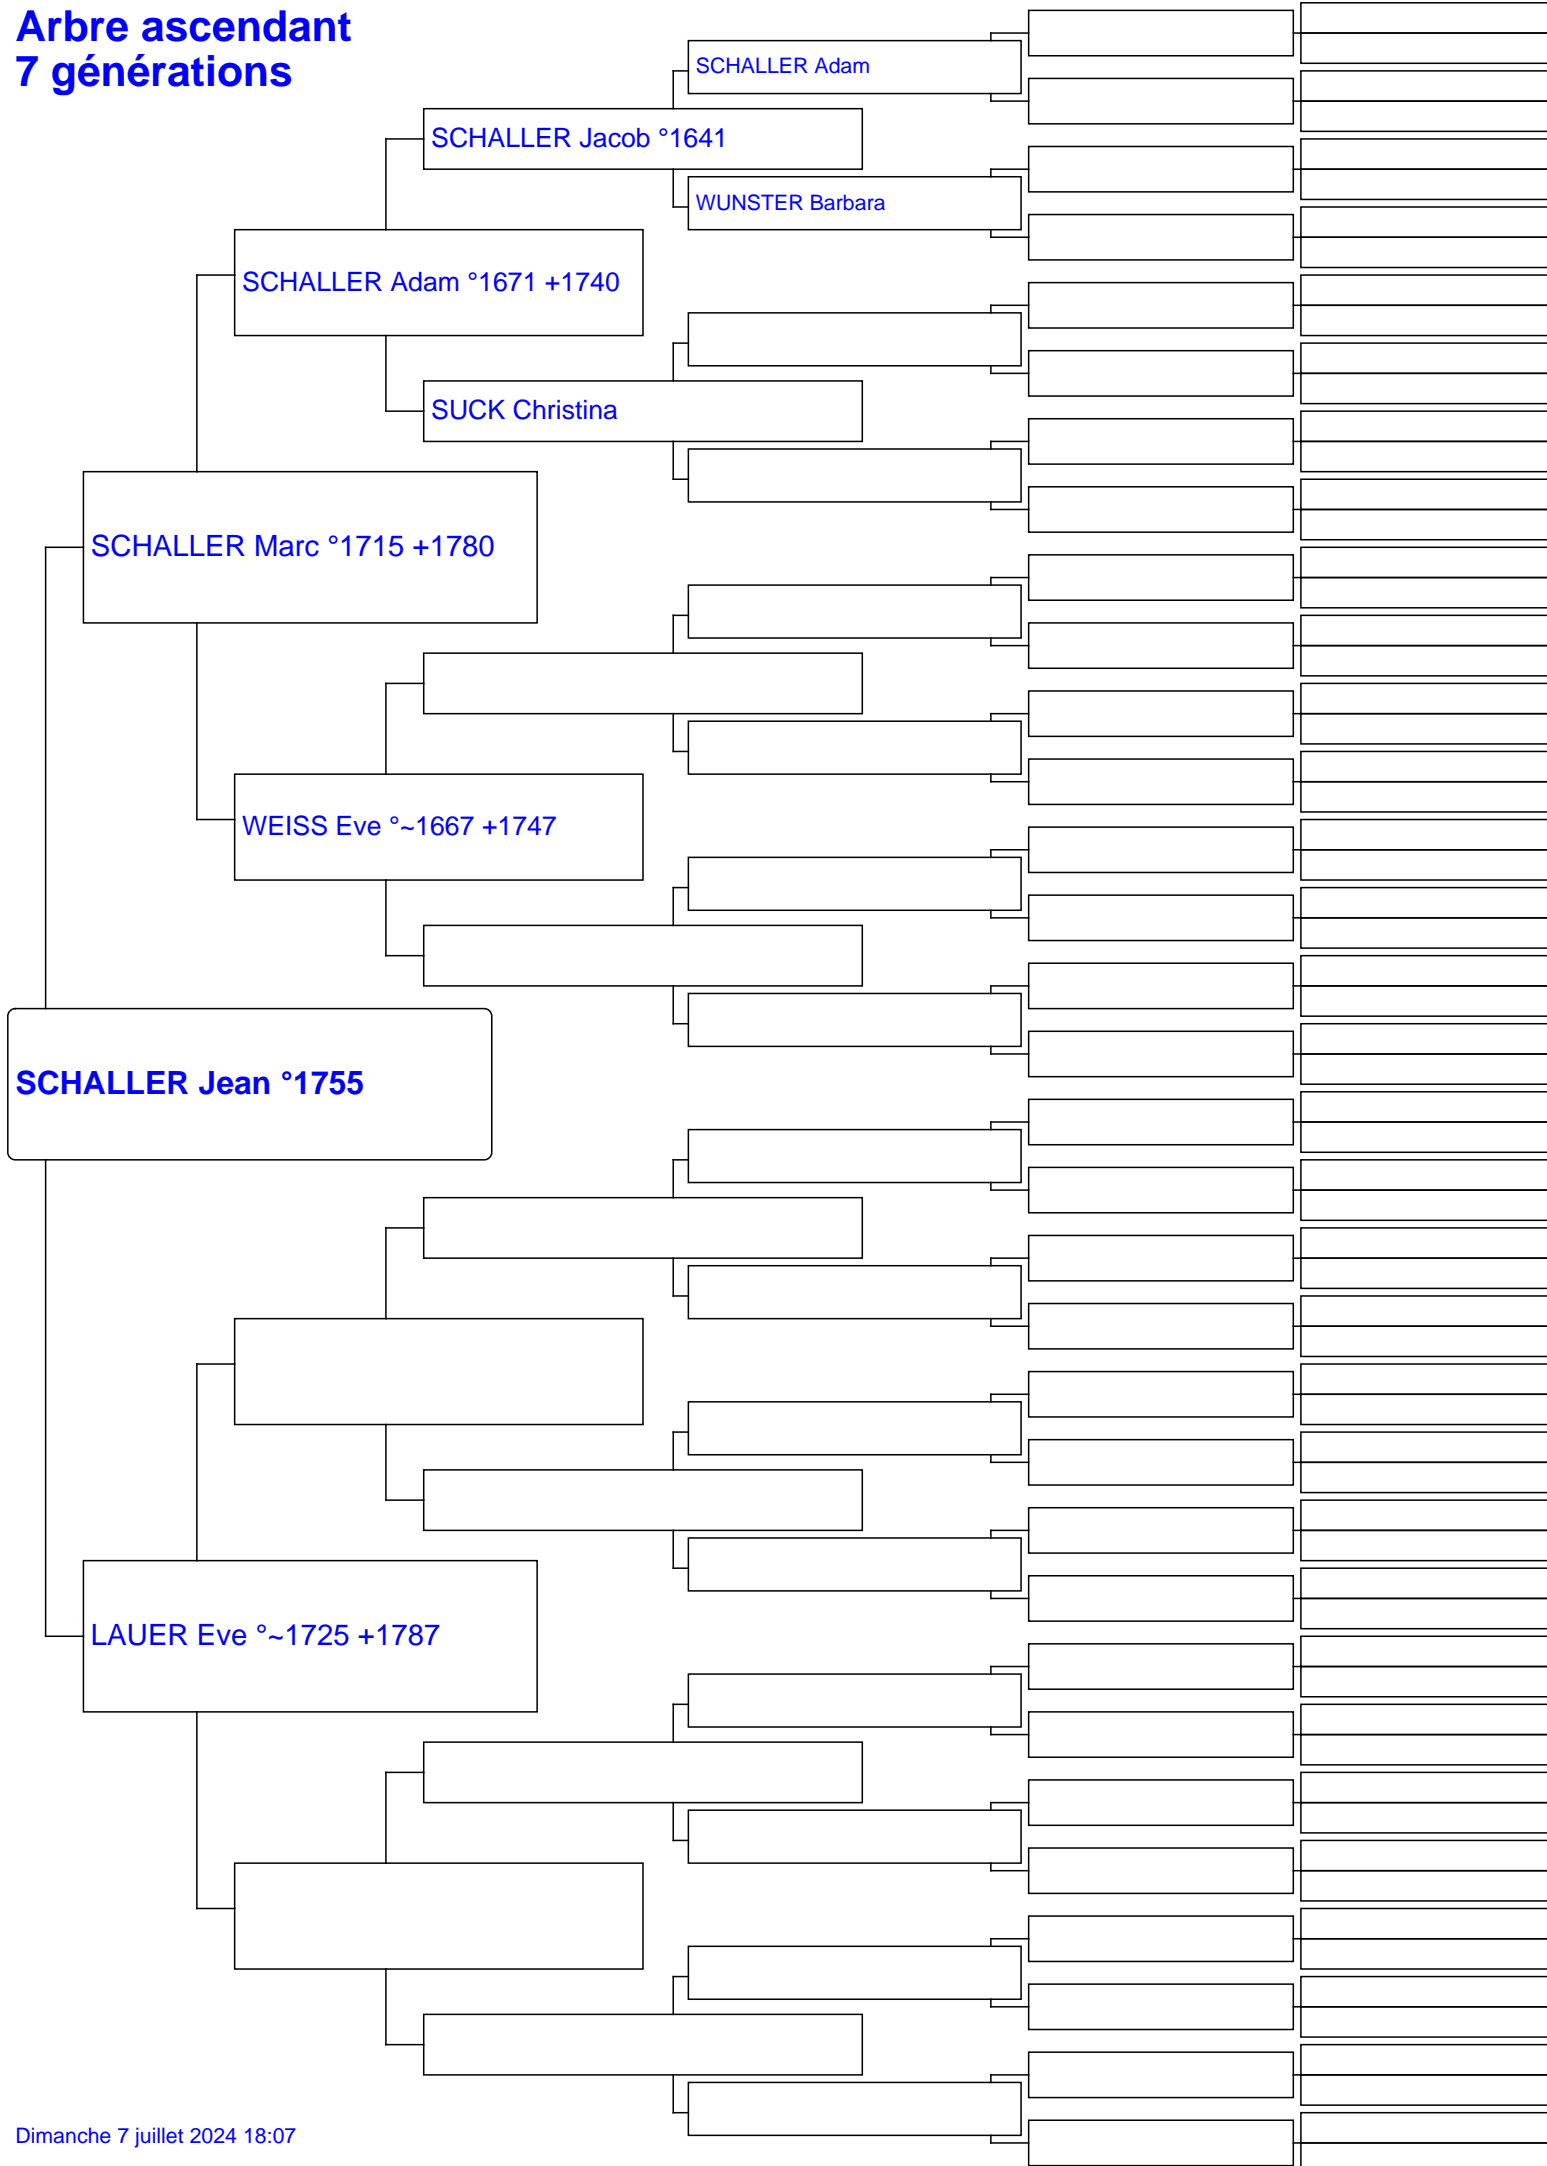 Arbre ascendant
7 générations
SCHALLER Adam
SCHALLER Jacob °1641
WUNSTER Barbara
SCHALLER Adam °1671 +1740
SUCK Christina
SCHALLER Marc °1715 +1780
WEISS Eve °~1667 +1747
SCHALLER Jean °1755
LAUER Eve °~1725 +1787
Dimanche 7 juillet 2024 18:07